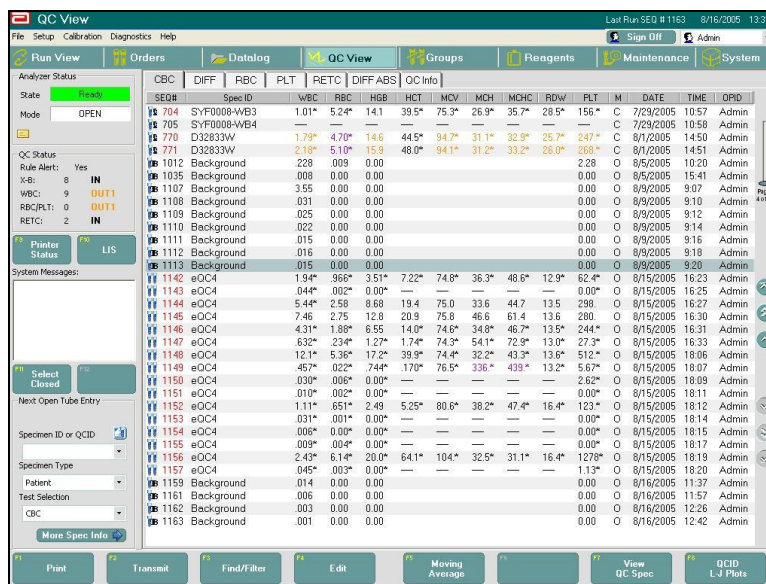 QC View
Last Run SEQ # 1163 8/16/2005 13:3
File Setup Calibration Diagnostics Help
Sign Off Admin
Run View Orders Datalog QC View Groups Reagents Maintenance System
Analyzer Status
State Ready
Mode OPEN
QC Status
Rule Alert: Yes
X-B: 8 IN
WBC: 9 OUT1
RBC/PLT: 0 OUT1
RETC: 2 IN
F9 Printer Status
F10 LIS
System Messages:
F11 Select Closed
F12
Next Open Tube Entry
Specimen ID or QCID
Specimen Type
Patient
Test Selection
CBC
More Spec Info
CBC DIFF RBC PLT RETC DIFF ABS QC Info
SEQ# Spec ID WBC RBC HGB HCT MCV MCH MCHC RDW PLT M DATE TIME OPID
704 SYF0008-WB3 1.01* 5.24* 14.1 39.5* 75.3* 26.9* 35.7* 28.5* 156.* C 7/29/2005 10:57 Admin
705 SYF0008-WB4 — — — — — — — — — C 7/29/2005 10:58 Admin
770 D32833W 1.79* 4.70* 14.6 44.5* 94.7* 31.1* 32.9* 25.7* 247.* C 8/1/2005 14:50 Admin
771 D32833W 2.18* 5.10* 15.9 48.0* 94.1* 31.2* 33.2* 26.0* 268.* C 8/1/2005 14:51 Admin
1012 Background .228 .009 0.00 2.28 O 8/5/2005 10:20 Admin
1035 Background .008 0.00 0.00 0.00 O 8/5/2005 15:41 Admin
1107 Background 3.55 0.00 0.00 0.00 O 8/9/2005 9:07 Admin
1108 Background .031 0.00 0.00 0.00 O 8/9/2005 9:10 Admin
1109 Background .025 0.00 0.00 0.00 O 8/9/2005 9:12 Admin
1110 Background .022 0.00 0.00 0.00 O 8/9/2005 9:14 Admin
1111 Background .015 0.00 0.00 0.00 O 8/9/2005 9:16 Admin
1112 Background .016 0.00 0.00 0.00 O 8/9/2005 9:18 Admin
1113 Background .015 0.00 0.00 0.00 O 8/9/2005 9:20 Admin
1142 eQC4 1.94* .966* 3.51* 7.22* 74.8* 36.3* 48.6* 12.9* 62.4* O 8/15/2005 16:23 Admin
1143 eQC4 .044* .002* 0.00* — — — — — 0.00* O 8/15/2005 16:25 Admin
1144 eQC4 5.44* 2.58 8.68 19.4 75.0 33.6 44.7 13.5 298. O 8/15/2005 16:27 Admin
1145 eQC4 7.46 2.75 12.8 20.9 75.8 46.6 61.4 13.6 280. O 8/15/2005 16:30 Admin
1146 eQC4 4.31* 1.88* 6.55 14.0* 74.6* 34.8* 46.7* 13.5* 244.* O 8/15/2005 16:31 Admin
1147 eQC4 .632* .234* 1.27* 1.74* 74.3* 54.1* 72.9* 13.0* 27.3* O 8/15/2005 16:33 Admin
1148 eQC4 12.1* 5.36* 17.2* 39.9* 74.4* 32.2* 43.3* 13.6* 512.* O 8/15/2005 18:06 Admin
1149 eQC4 .457* .022* .744* .170* 76.5* 336.* 439.* 13.2* 5.67* O 8/15/2005 18:07 Admin
1150 eQC4 .030* .006* 0.00* — — — — — 2.62* O 8/15/2005 18:09 Admin
1151 eQC4 .010* .002* 0.00* — — — — — 0.00* O 8/15/2005 18:11 Admin
1152 eQC4 1.11* .651* 2.49 5.25* 80.6* 38.2* 47.4* 16.4* 123.* O 8/15/2005 18:12 Admin
1153 eQC4 .031* .001* 0.00* — — — — — 0.00* O 8/15/2005 18:14 Admin
1154 eQC4 .006* 0.00* 0.00* — — — — — 0.00* O 8/15/2005 18:15 Admin
1155 eQC4 .009* .004* 0.00* — — — — — 0.00* O 8/15/2005 18:17 Admin
1156 eQC4 2.43* 6.14* 20.0* 64.1* 104.* 32.5* 31.1* 16.4* 1278* O 8/15/2005 18:19 Admin
1157 eQC4 .045* .003* 0.00* — — — — — 1.13* O 8/15/2005 18:20 Admin
1159 Background .014 0.00 0.00 0.00 O 8/16/2005 11:37 Admin
1161 Background .006 0.00 0.00 0.00 O 8/16/2005 11:57 Admin
1162 Background .003 0.00 0.00 0.00 O 8/16/2005 12:26 Admin
1163 Background .001 0.00 0.00 0.00 O 8/16/2005 12:42 Admin
F1 Print
F2 Transmit
F3 Find/Filter
F4 Edit
F5 Moving Average
F6
F7 View QC Spec
F8 QCID L-J Plots